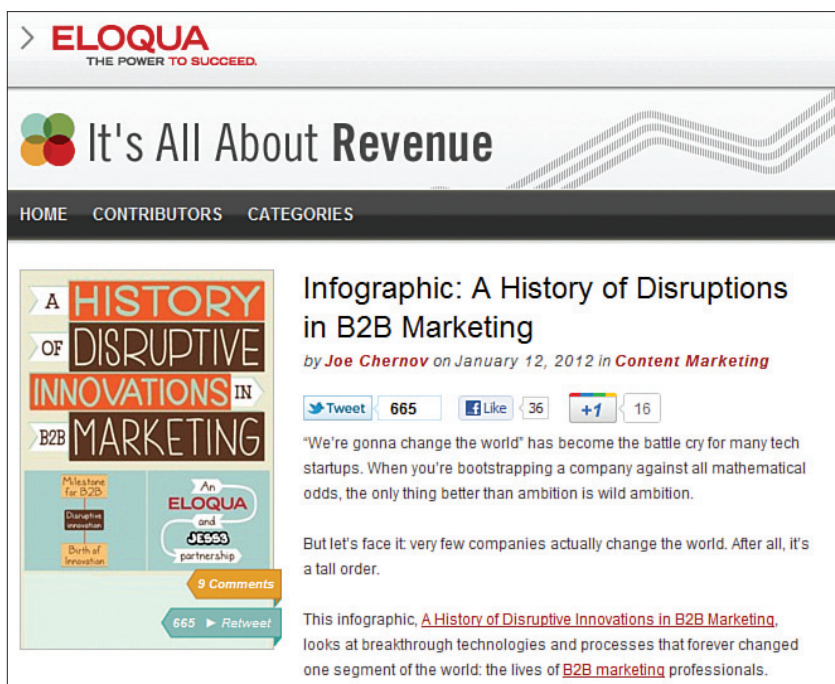 > ELOQUA
THE POWER TO SUCCEED.
It's All About Revenue
HOME CONTRIBUTORS CATEGORIES
A HISTORY
OF DISRUPTIVE
INNOVATIONS IN
B2B MARKETING
Milestone
for B2B
Disruptive
innovation
Birth of
Innovation
An
ELOQUA
and
JESS3
partnership
9 Comments
665 ► Retweet
Infographic: A History of Disruptions
in B2B Marketing
by Joe Chernov on January 12, 2012 in Content Marketing
Tweet 665 Like 36 +1 16
“We’re gonna change the world” has become the battle cry for many tech
startups. When you’re bootstrapping a company against all mathematical
odds, the only thing better than ambition is wild ambition.
But let’s face it: very few companies actually change the world. After all, it’s
a tall order.
This infographic, A History of Disruptive Innovations in B2B Marketing,
looks at breakthrough technologies and processes that forever changed
one segment of the world: the lives of B2B marketing professionals.